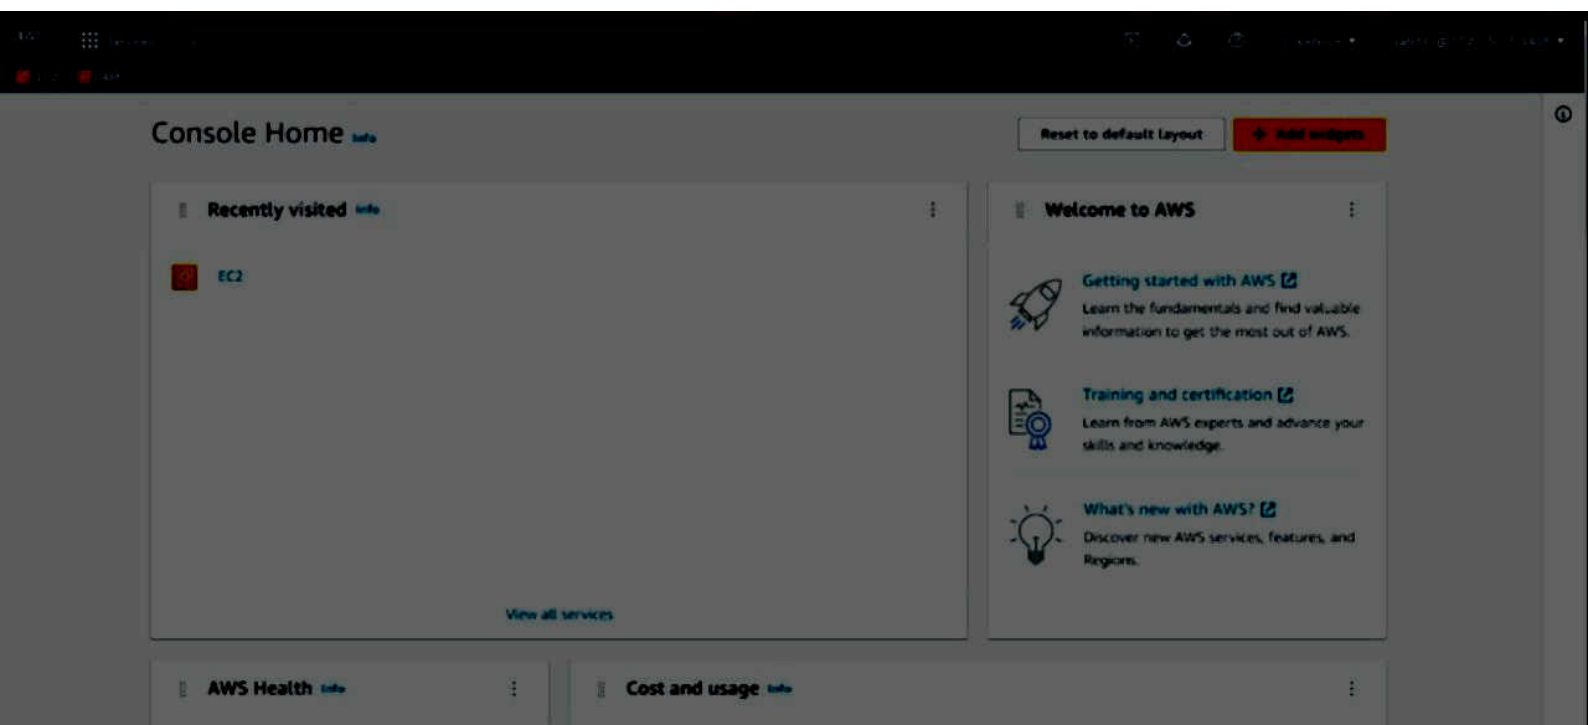 Console Home Info
Reset to default layout
+ Add widgets
Recently visited Info
EC2
View all services
Welcome to AWS
Getting started with AWS
Learn the fundamentals and find valuable
information to get the most out of AWS.
Training and certification
Learn from AWS experts and advance your
skills and knowledge.
What's new with AWS?
Discover new AWS services, features, and
Regions.
AWS Health Info
Cost and usage Info